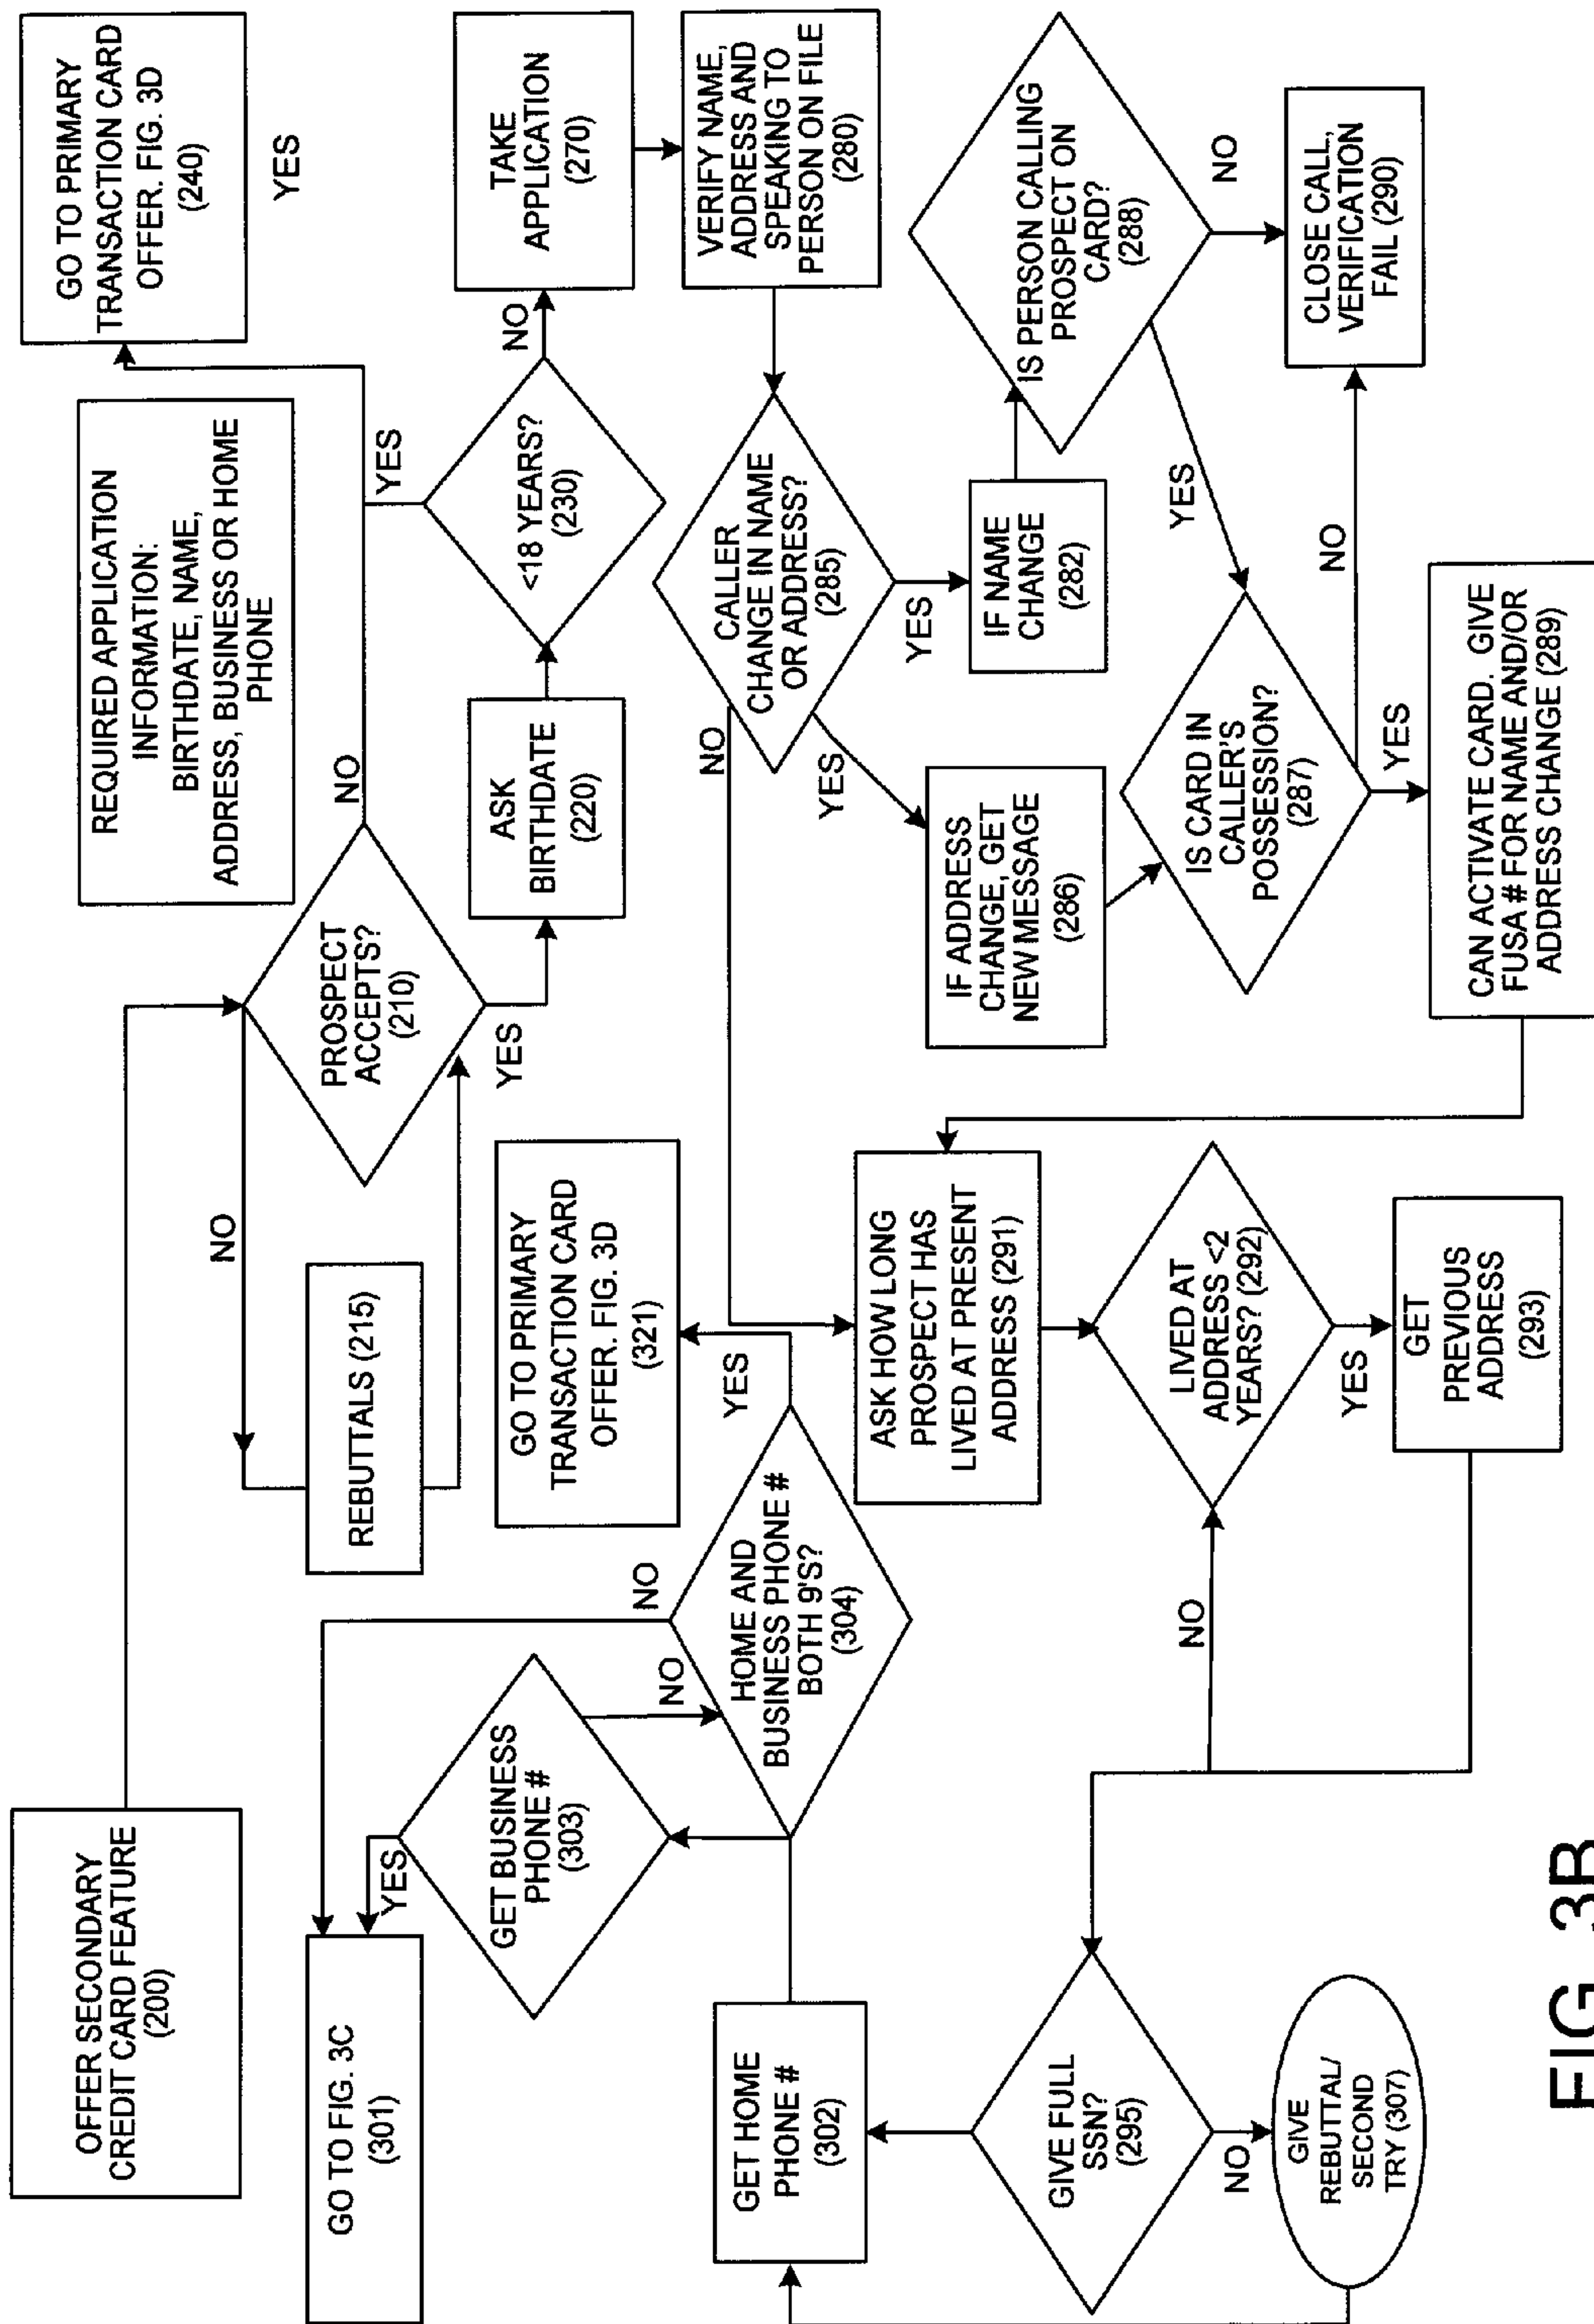 OFFER SECONDARY
CREDIT CARD FEATURE
(200)
GO TO PRIMARY
TRANSACTION CARD
OFFER. FIG. 3D
(240)
YES
REQUIRED APPLICATION
INFORMATION:
BIRTHDATE, NAME,
ADDRESS, BUSINESS OR HOME
PHONE
NO
PROSPECT
ACCEPTS?
(210)
NO
YES
REBUTTALS (215)
YES
ASK
BIRTHDATE
(220)
<18 YEARS?
(230)
NO
TAKE
APPLICATION
(270)
GO TO FIG. 3C
(301)
YES
GET BUSINESS
PHONE #
(303)
NO
NO
GO TO PRIMARY
TRANSACTION CARD
OFFER. FIG. 3D
(321)
YES
HOME AND
BUSINESS PHONE #
BOTH 9'S?
(304)
NO
CALLER
CHANGE IN NAME
OR ADDRESS?
(285)
YES
YES
VERIFY NAME,
ADDRESS AND
SPEAKING TO
PERSON ON FILE
(280)
GET HOME
PHONE #
(302)
ASK HOW LONG
PROSPECT HAS
LIVED AT PRESENT
ADDRESS (291)
IF ADDRESS
CHANGE, GET
NEW MESSAGE
(286)
IF NAME
CHANGE
(282)
IS PERSON CALLING
PROSPECT ON
CARD?
(288)
YES
NO
GIVE FULL
SSN?
(295)
NO
NO
LIVED AT
ADDRESS <2
YEARS? (292)
YES
IS CARD IN
CALLER'S
POSSESSION?
(287)
NO
YES
CLOSE CALL,
VERIFICATION
FAIL (290)
GIVE
REBUTTAL/
SECOND
TRY (307)
GET
PREVIOUS
ADDRESS
(293)
CAN ACTIVATE CARD. GIVE
FUSA # FOR NAME AND/OR
ADDRESS CHANGE (289)
FIG. 3B